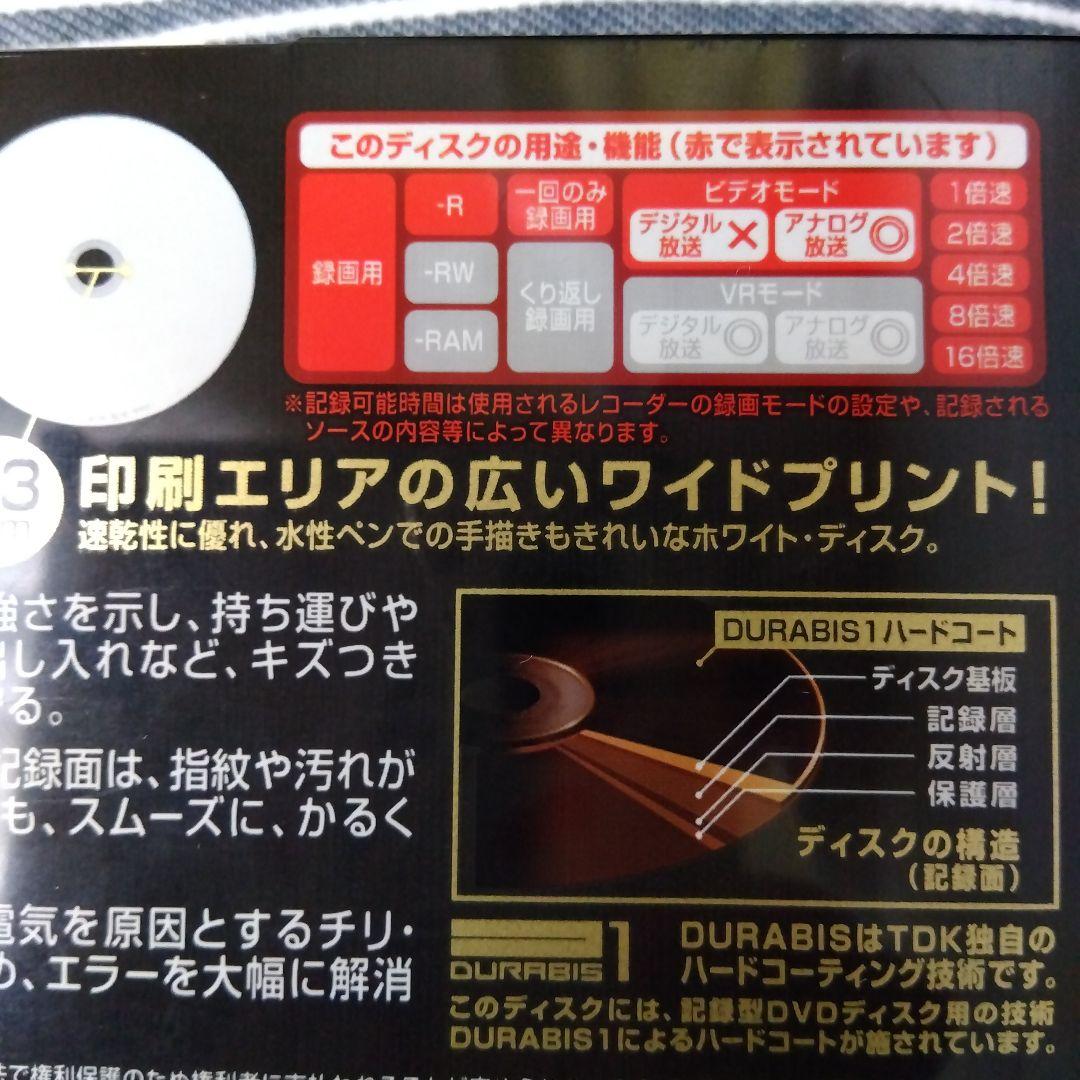 このディスクの用途・機能（赤で表示されています）
録画用
-R
-RW
-RAM
一回のみ
録画用
くり返し
録画用
ビデオモード
デジタル
放送 ×
アナログ
放送 ◎
VRモード
デジタル
放送 ◎
アナログ
放送 ◎
1倍速
2倍速
4倍速
8倍速
16倍速
※記録可能時間は使用されるレコーダーの録画モードの設定や、記録される
ソースの内容等によって異なります。
3
印刷エリアの広いワイドプリント！
速乾性に優れ、水性ペンでの手描きもきれいなホワイト・ディスク。
強さを示し、持ち運びや
出し入れなど、キズつき
る。
記録面は、指紋や汚れが
も、スムーズに、かるく
電気を原因とするチリ・
め、エラーを大幅に解消
DURABIS1ハードコート
ディスク基板
記録層
反射層
保護層
ディスクの構造
（記録面）
DURABIS 1
DURABISはTDK独自の
ハードコーティング技術です。
このディスクには、記録型DVDディスク用の技術
DURABIS1によるハードコートが施されています。
で権利保護のため権利者に